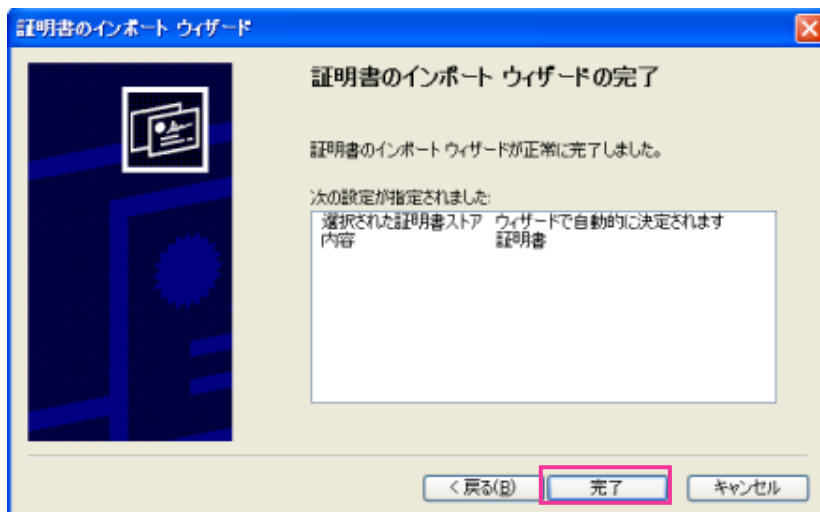 証明書のインポート ウィザード
証明書のインポート ウィザードの完了
証明書のインポート ウィザードが正常に完了しました。
次の設定が指定されました:
選択された証明書ストア ウィザードで自動的に決定されます
内容 証明書
< 戻る(B) 完了 キャンセル